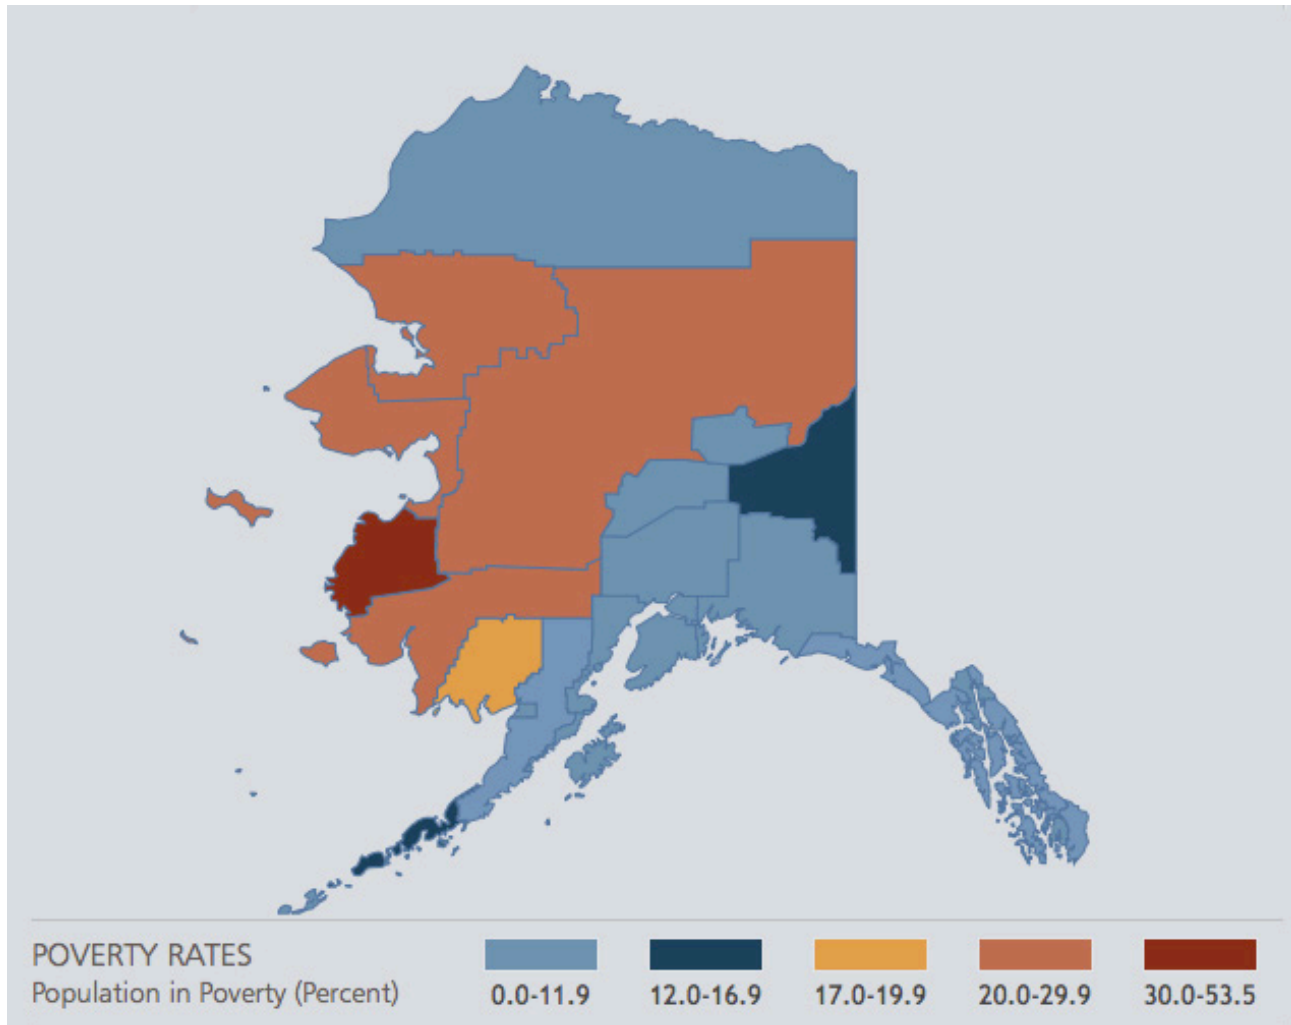 POVERTY RATES
Population in Poverty (Percent)
0.0-11.9
12.0-16.9
17.0-19.9
20.0-29.9
30.0-53.5